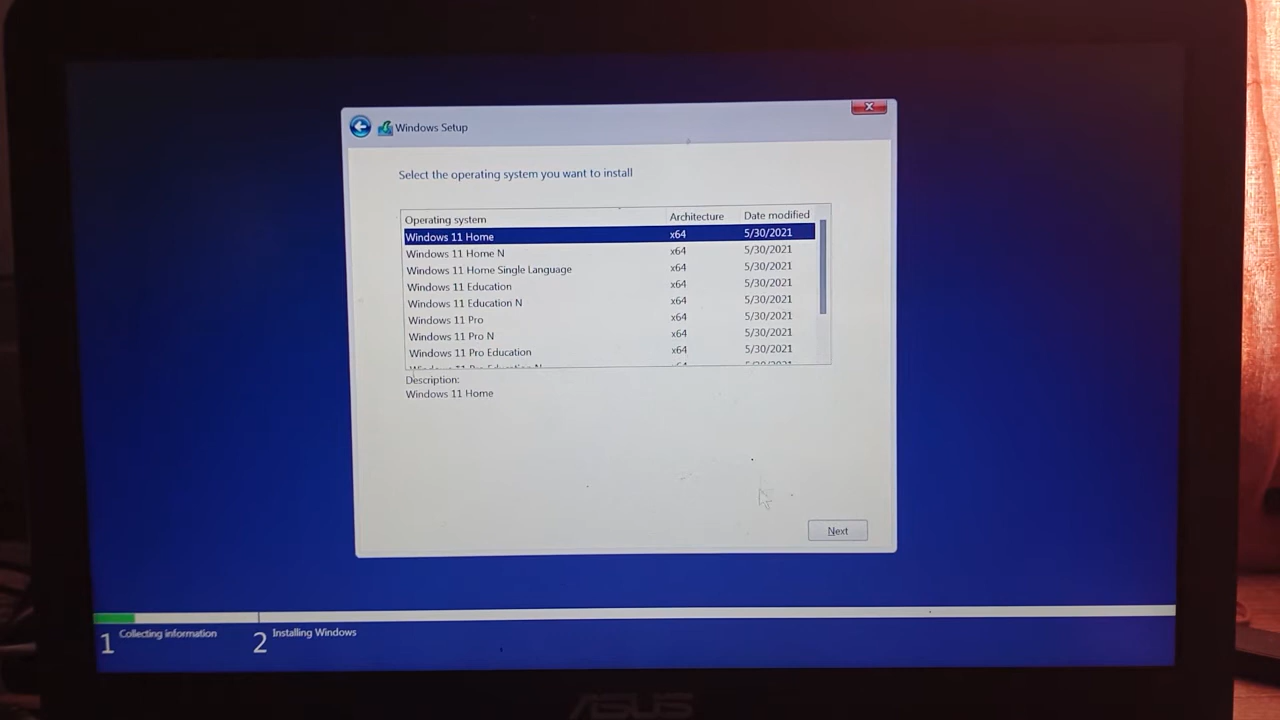 Windows Setup
Select the operating system you want to install
Operating system Architecture Date modified
Windows 11 Home x64 5/30/2021
Windows 11 Home N x64 5/30/2021
Windows 11 Home Single Language x64 5/30/2021
Windows 11 Education x64 5/30/2021
Windows 11 Education N x64 5/30/2021
Windows 11 Pro x64 5/30/2021
Windows 11 Pro N x64 5/30/2021
Windows 11 Pro Education x64 5/30/2021
Description:
Windows 11 Home
Next
1 Collecting information 2 Installing Windows
ASUS